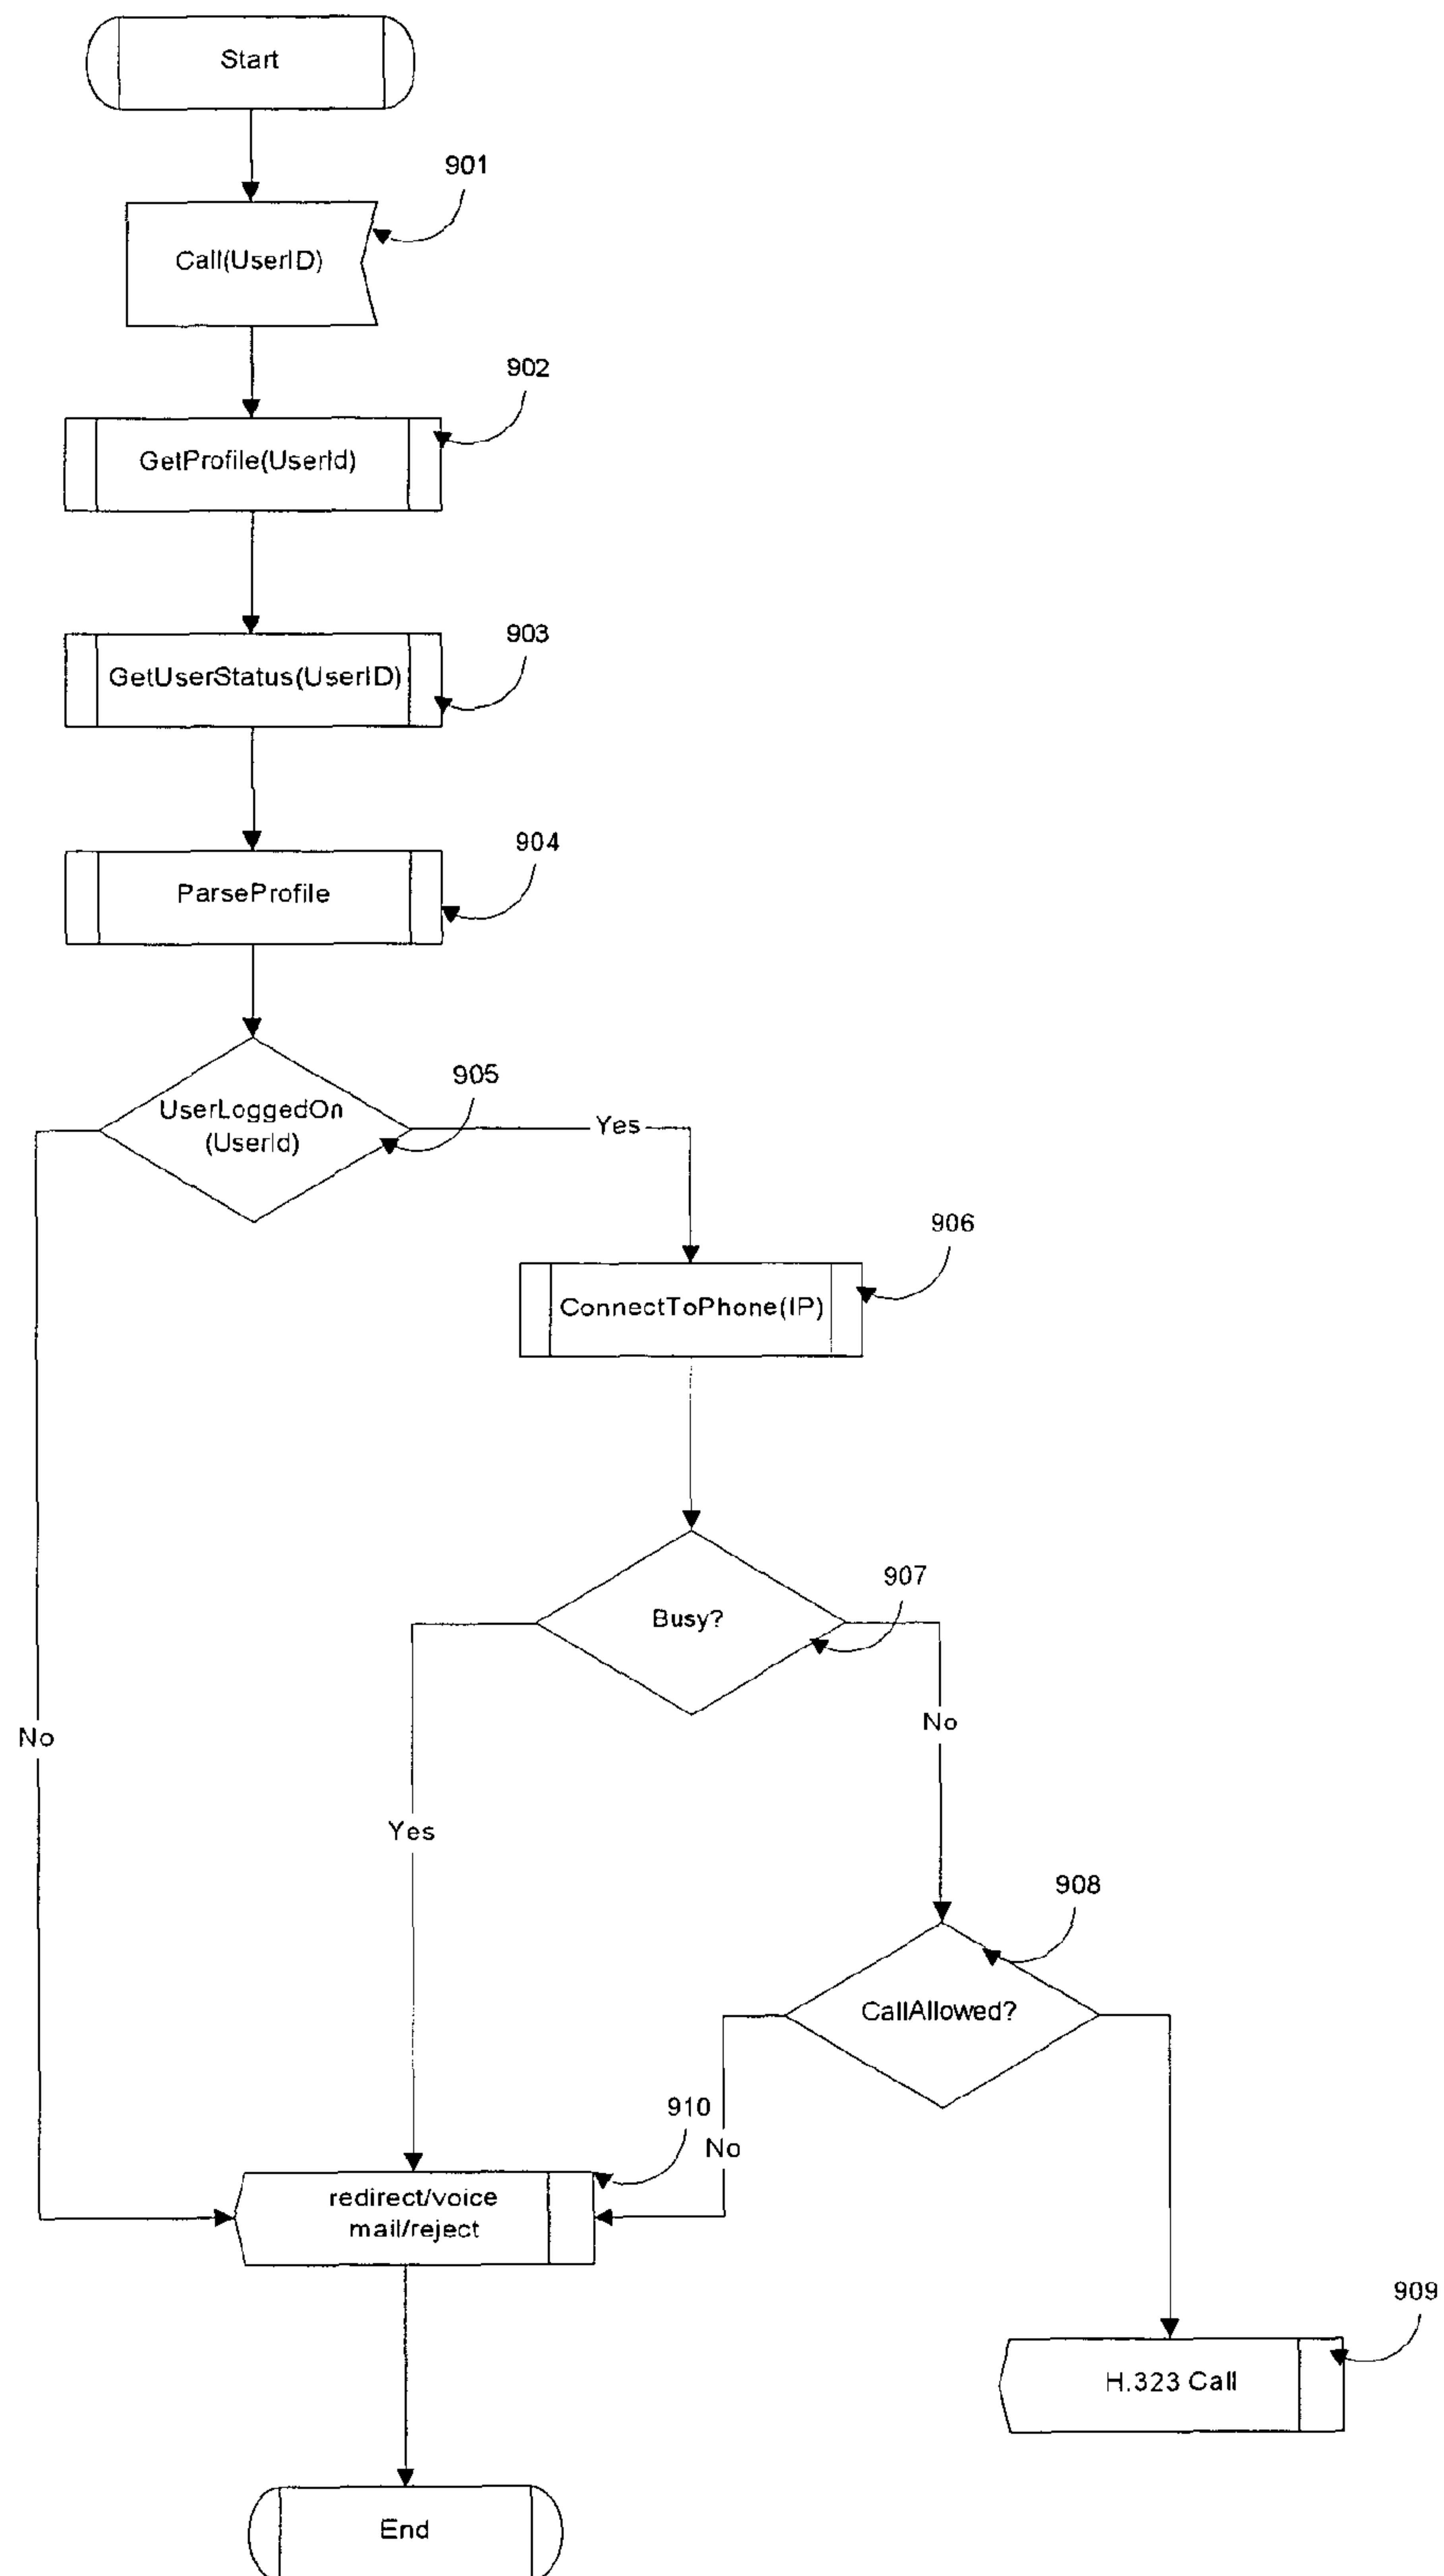 Start
901
Call(UserID)
902
GetProfile(UserId)
903
GetUserStatus(UserID)
904
ParseProfile
905
UserLoggedOn
(UserId)
Yes
906
ConnectToPhone(IP)
907
Busy?
No
No
Yes
908
CallAllowed?
910
No
redirect/voice
mail/reject
909
H.323 Call
End